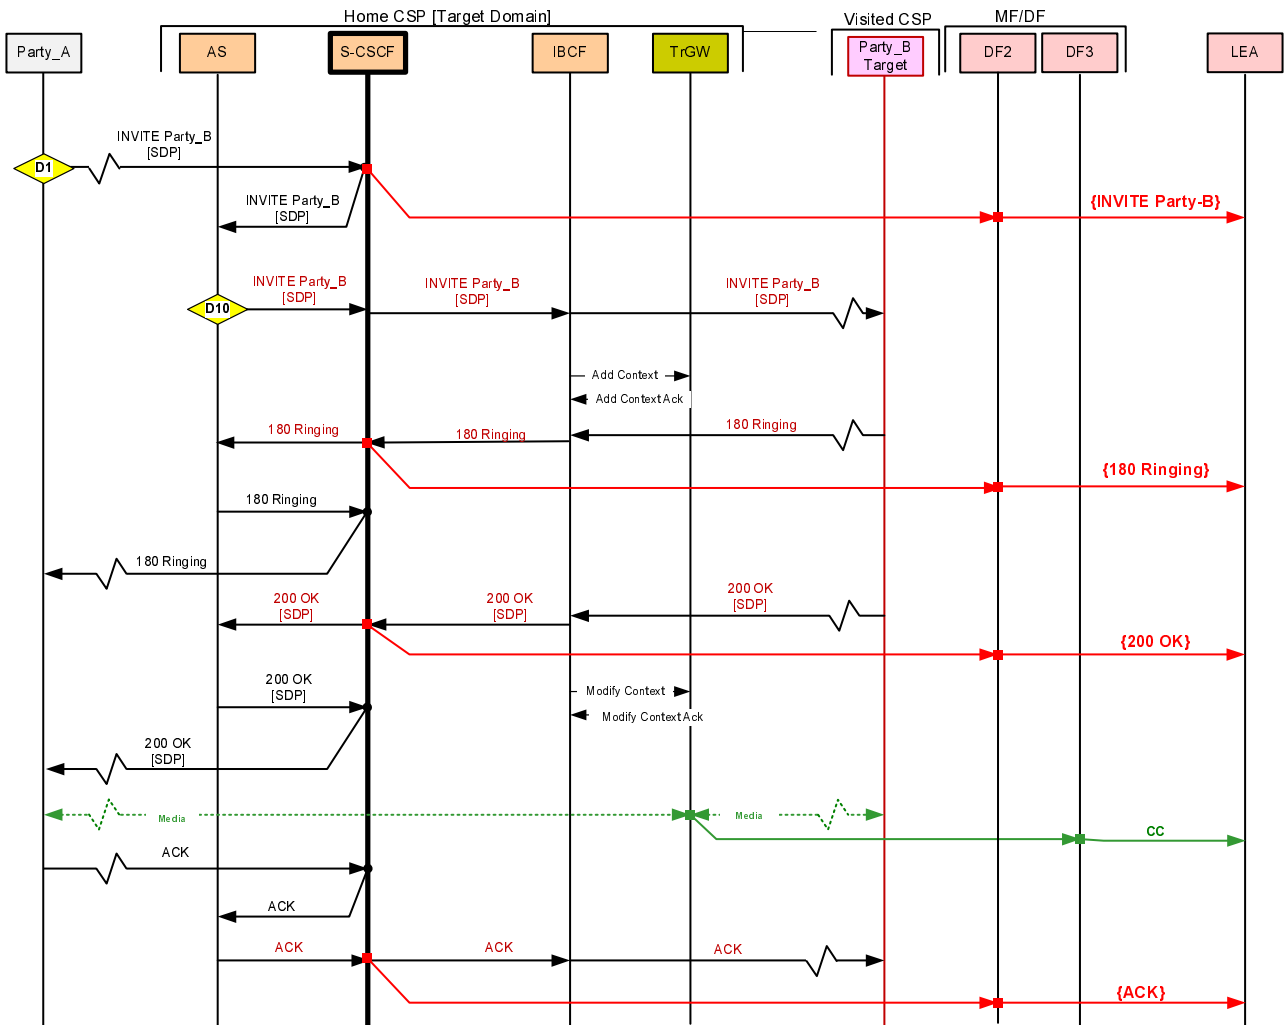 Home CSP [Target Domain]
Visited CSP
MF/DF
Party_A
AS
S-CSCF
IBCF
TrGW
Party_B
Target
DF2
DF3
LEA
INVITE Party_B
[SDP]
D1
INVITE Party_B
[SDP]
{INVITE Party-B}
INVITE Party_B
[SDP]
INVITE Party_B
[SDP]
INVITE Party_B
[SDP]
D10
Add Context
Add Context Ack
180 Ringing
180 Ringing
180 Ringing
{180 Ringing}
180 Ringing
180 Ringing
200 OK
[SDP]
200 OK
[SDP]
200 OK
[SDP]
{200 OK}
200 OK
[SDP]
Modify Context
Modify Context Ack
200 OK
[SDP]
Media
Media
CC
ACK
ACK
ACK
ACK
ACK
{ACK}